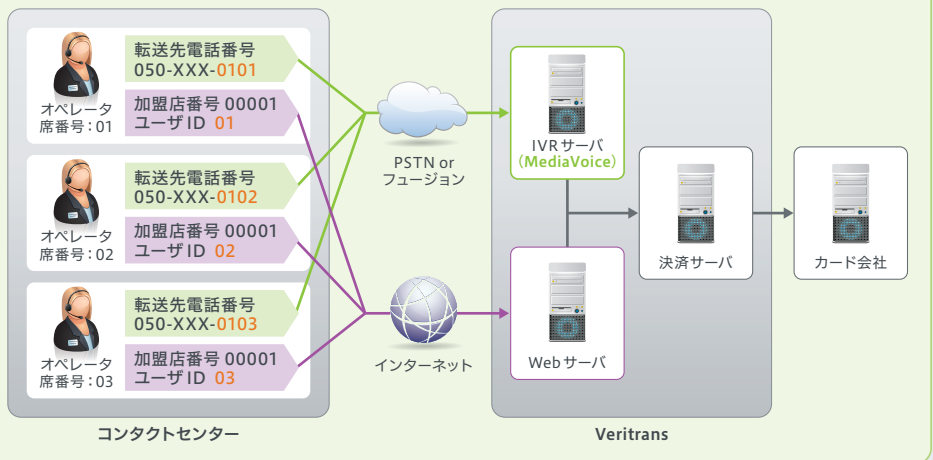 転送先電話番号
050-XXX-0101
加盟店番号 00001
ユーザID 01
オペレータ
席番号：01
転送先電話番号
050-XXX-0102
加盟店番号 00001
ユーザID 02
オペレータ
席番号：02
転送先電話番号
050-XXX-0103
加盟店番号 00001
ユーザID 03
オペレータ
席番号：03
コンタクトセンター
PSTN or
フュージョン
インターネット
IVRサーバ
（MediaVoice）
Webサーバ
決済サーバ
カード会社
Veritrans